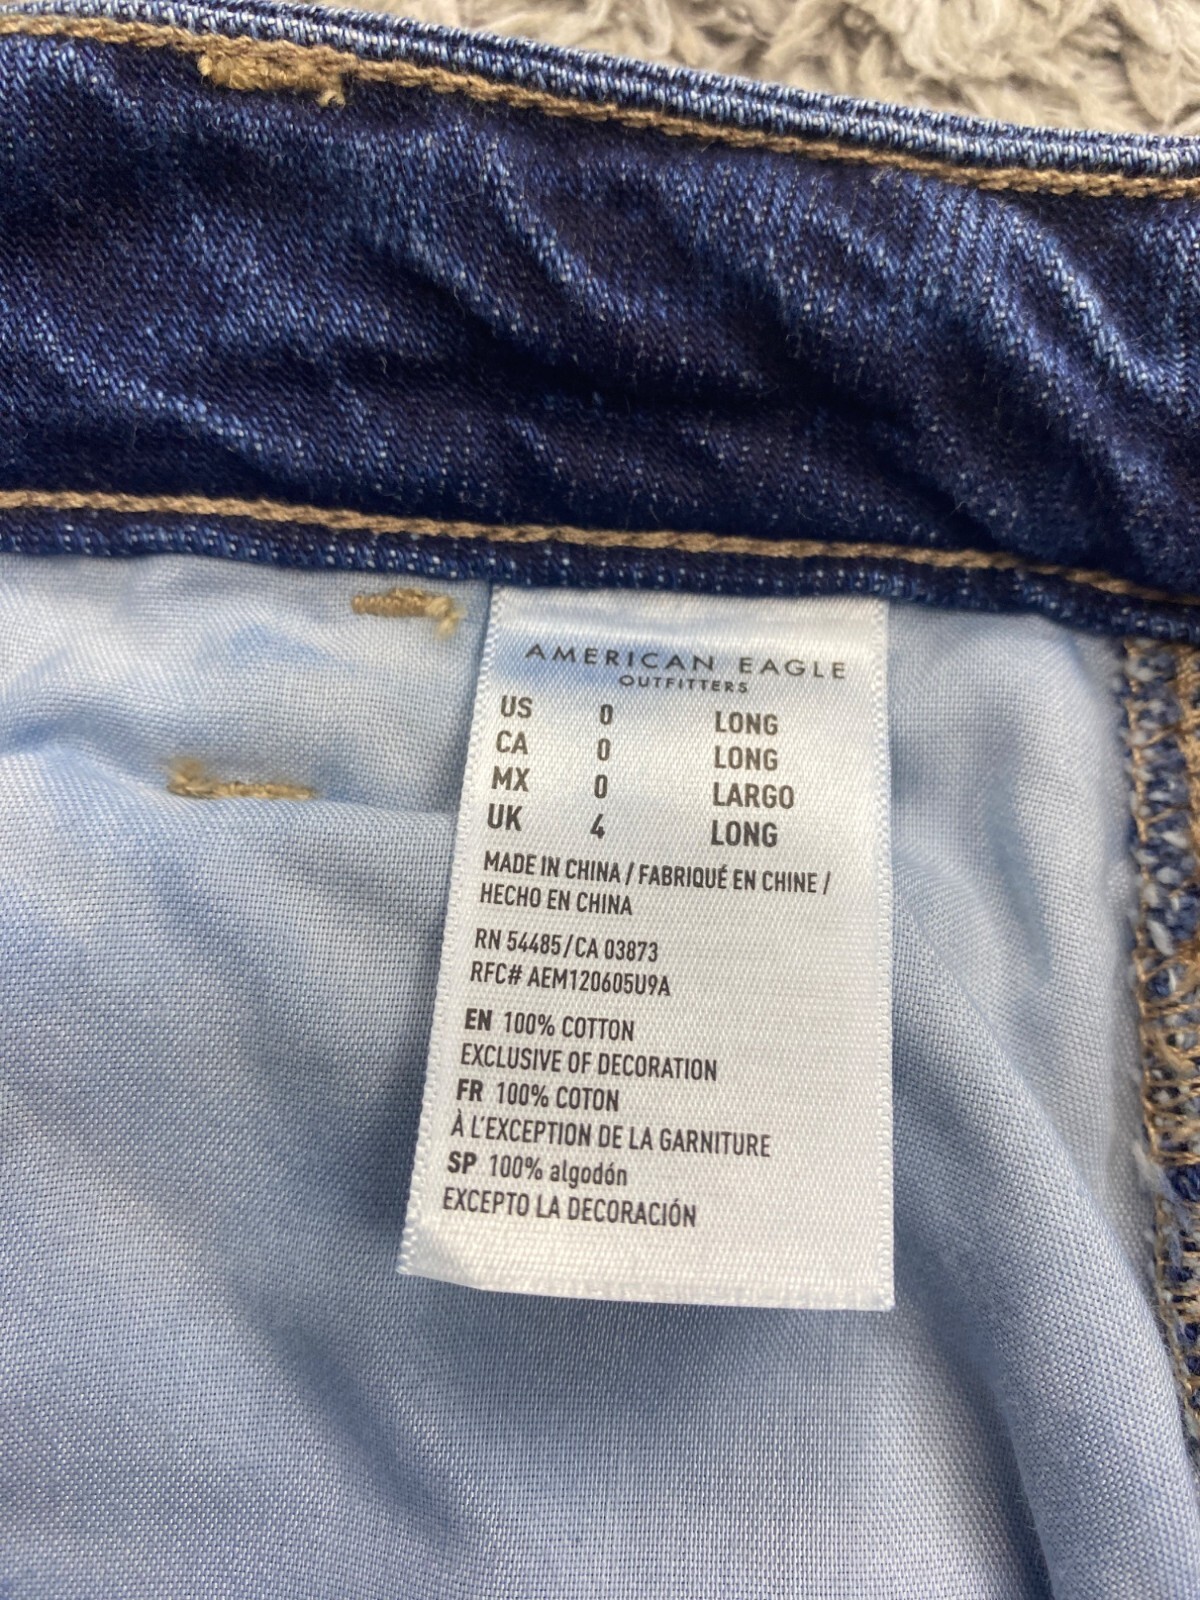 AMERICAN EAGLE
OUTFITTERS
US 0 LONG
CA 0 LONG
MX 0 LARGO
UK 4 LONG
MADE IN CHINA / FABRIQUÉ EN CHINE /
HECHO EN CHINA
RN 54485/CA 03873
RFC# AEM120605U9A
EN 100% COTTON
EXCLUSIVE OF DECORATION
FR 100% COTON
À L'EXCEPTION DE LA GARNITURE
SP 100% algodón
EXCEPTO LA DECORACIÓN